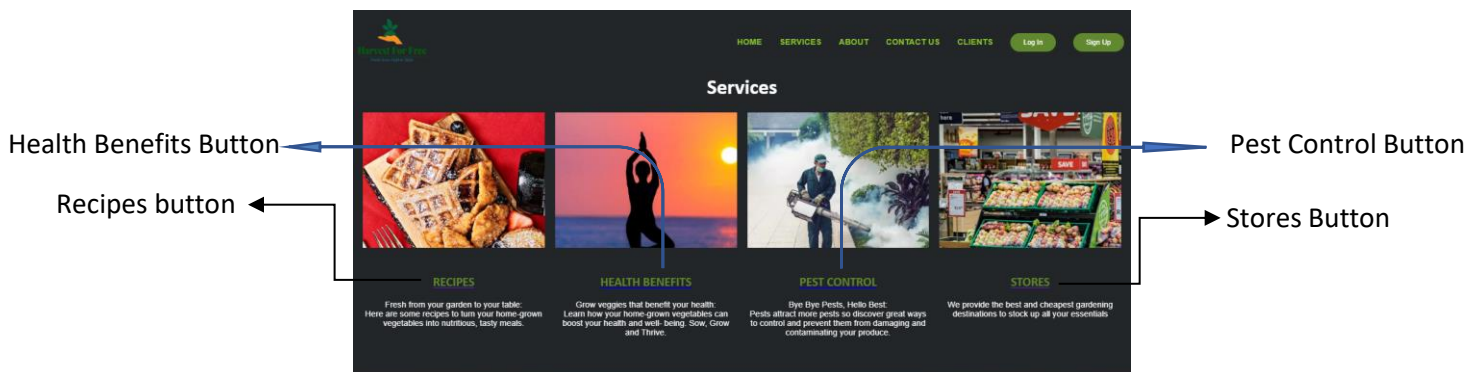 Harvest For Free
HOME SERVICES ABOUT CONTACT US CLIENTS Log In Sign Up
Services
Health Benefits Button
Pest Control Button
Recipes button
Stores Button
here
SAVE
SAVE
RECIPES
Fresh from your garden to your table:
Here are some recipes to turn your home-grown
vegetables into nutritious, tasty meals.
HEALTH BENEFITS
Grow veggies that benefit your health:
Learn how your home-grown vegetables can
boost your health and well- being. Sow, Grow
and Thrive.
PEST CONTROL
Bye Bye Pests, Hello Best:
Pests attract more pests so discover great ways
to control and prevent them from damaging and
contaminating your produce.
STORES
We provide the best and cheapest gardening
destinations to stock up all your essentials